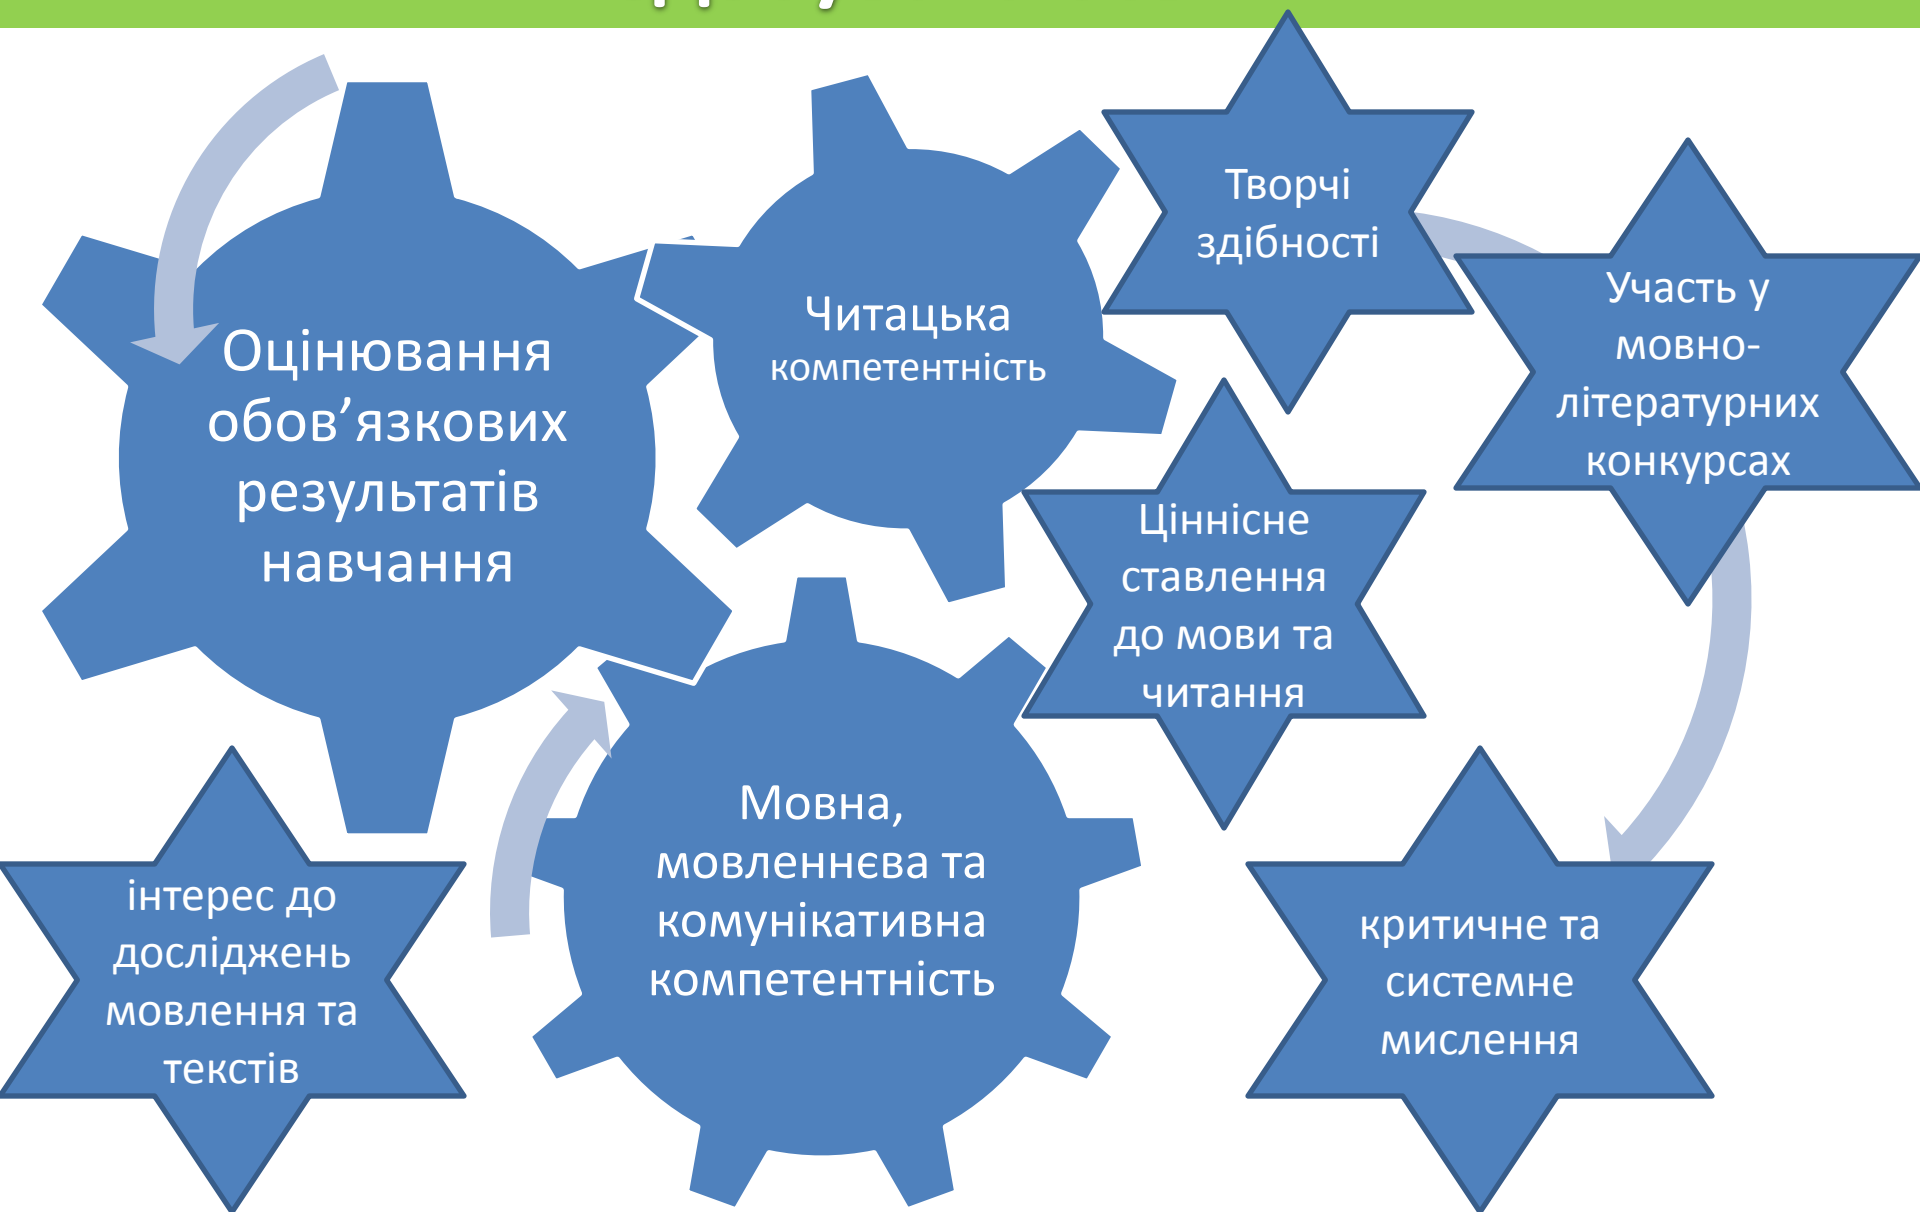 Оцінювання
обов’язкових
результатів
навчання
Читацька
компетентність
Творчі
здібності
Участь у
мовно-
літературних
конкурсах
Ціннісне
ставлення
до мови та
читання
Мовна,
мовленнєва та
комунікативна
компетентність
інтерес до
досліджень
мовлення та
текстів
критичне та
системне
мислення